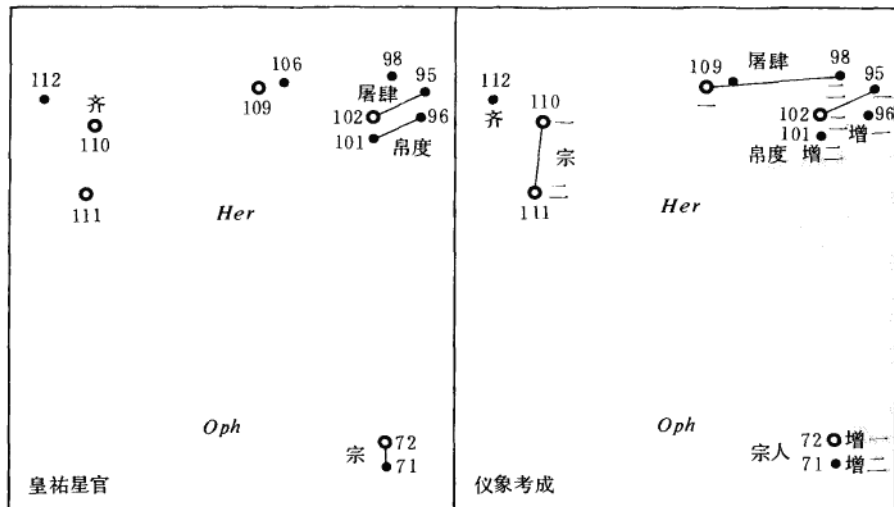 112
106
98
109
屠肆
95
齐
102
96
110
101
帛度
111
Her
Oph
72
宗
71
皇祐星官
屠肆
98
109
112
二
95
一
110
一
102
二
一
齐
96
101
增一
宗
帛度
增二
111
二
Her
宗人
72
增一
71
增二
仪象考成